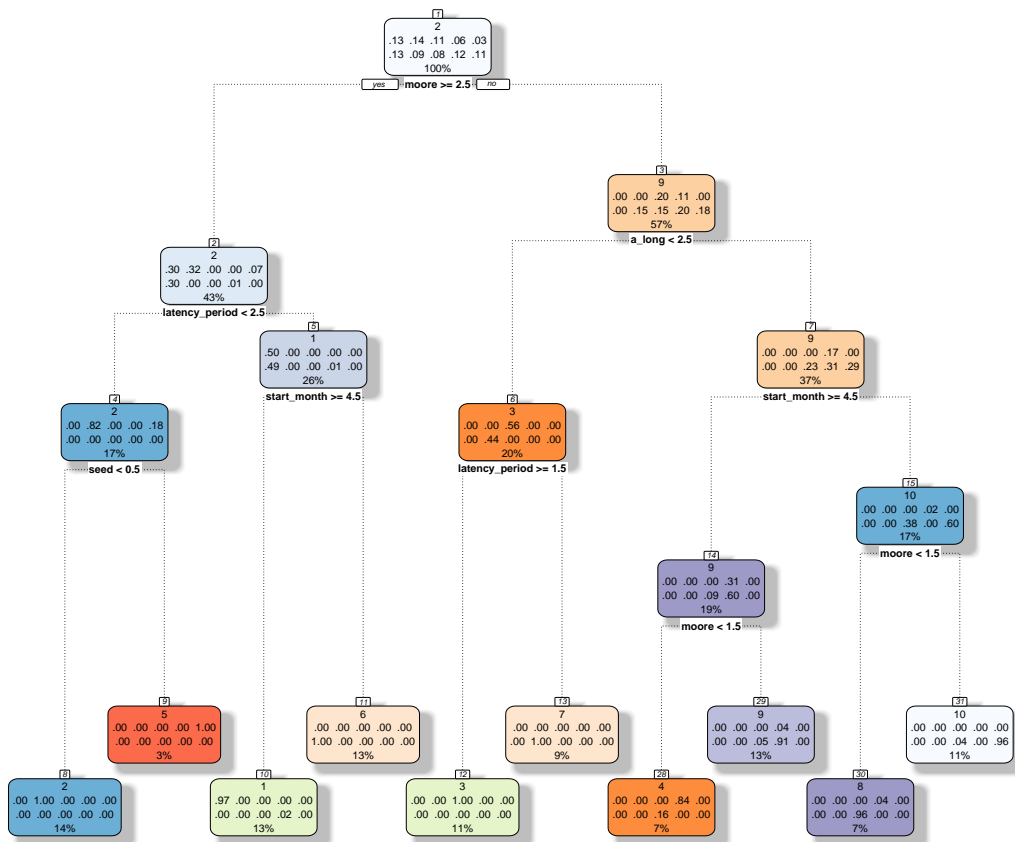 1
2
.13 .14 .11 .06 .03
.13 .09 .08 .12 .11
100%
yes moore >= 2.5 no
3
9
.00 .00 .20 .11 .00
.00 .15 .15 .20 .18
57%
a_long < 2.5
2
2
.30 .32 .00 .00 .07
.30 .00 .00 .01 .00
43%
latency_period < 2.5
5
1
.50 .00 .00 .00 .00
.49 .00 .00 .01 .00
26%
start_month >= 4.5
7
9
.00 .00 .00 .17 .00
.00 .00 .23 .31 .29
37%
start_month >= 4.5
4
2
.00 .82 .00 .00 .18
.00 .00 .00 .00 .00
17%
seed < 0.5
6
3
.00 .00 .56 .00 .00
.00 .44 .00 .00 .00
20%
latency_period >= 1.5
15
10
.00 .00 .00 .02 .00
.00 .00 .38 .00 .60
17%
moore < 1.5
14
9
.00 .00 .00 .31 .00
.00 .00 .09 .60 .00
19%
moore < 1.5
9
5
.00 .00 .00 .00 1.00
.00 .00 .00 .00 .00
3%
11
6
.00 .00 .00 .00 .00
1.00 .00 .00 .00 .00
13%
13
7
.00 .00 .00 .00 .00
.00 1.00 .00 .00 .00
9%
29
9
.00 .00 .00 .04 .00
.00 .00 .05 .91 .00
13%
31
10
.00 .00 .00 .00 .00
.00 .00 .04 .00 .96
11%
8
2
.00 1.00 .00 .00 .00
.00 .00 .00 .00 .00
14%
10
1
.97 .00 .00 .00 .00
.00 .00 .00 .02 .00
13%
12
3
.00 .00 1.00 .00 .00
.00 .00 .00 .00 .00
11%
28
4
.00 .00 .00 .84 .00
.00 .00 .16 .00 .00
7%
30
8
.00 .00 .00 .04 .00
.00 .00 .96 .00 .00
7%